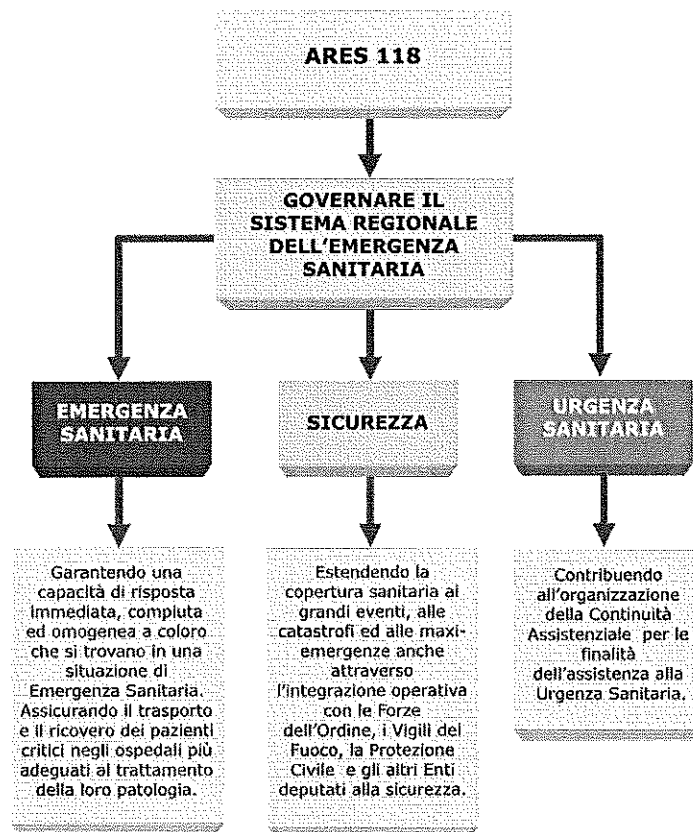 ARES 118
GOVERNARE IL
SISTEMA REGIONALE
DELL'EMERGENZA
SANITARIA
EMERGENZA
SANITARIA
SICUREZZA
URGENZA
SANITARIA
Garantendo una
capacità di risposta
immediata, compiuta
ed omogenea a coloro
che si trovano in una
situazione di
Emergenza Sanitaria.
Assicurando il trasporto
e il ricovero dei pazienti
critici negli ospedali più
adeguati al trattamento
della loro patologia.
Estendendo la
copertura sanitaria ai
grandi eventi, alle
catastrofi ed alle maxi-
emergenze anche
attraverso
l'integrazione operativa
con le Forze
dell'Ordine, i Vigili del
Fuoco, la Protezione
Civile e gli altri Enti
deputati alla sicurezza.
Contribuendo
all'organizzazione
della Continuità
Assistenziale per le
finalità
dell'assistenza alla
Urgenza Sanitaria.